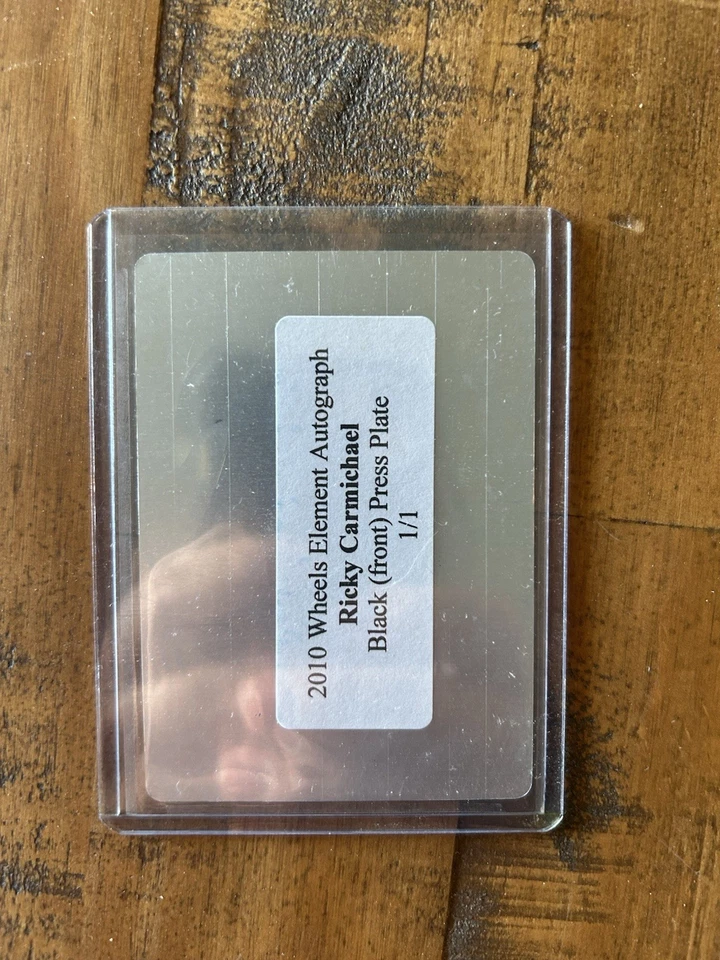 2010 Wheels Element Autograph
Ricky Carmichael
Black (front) Press Plate
1/1